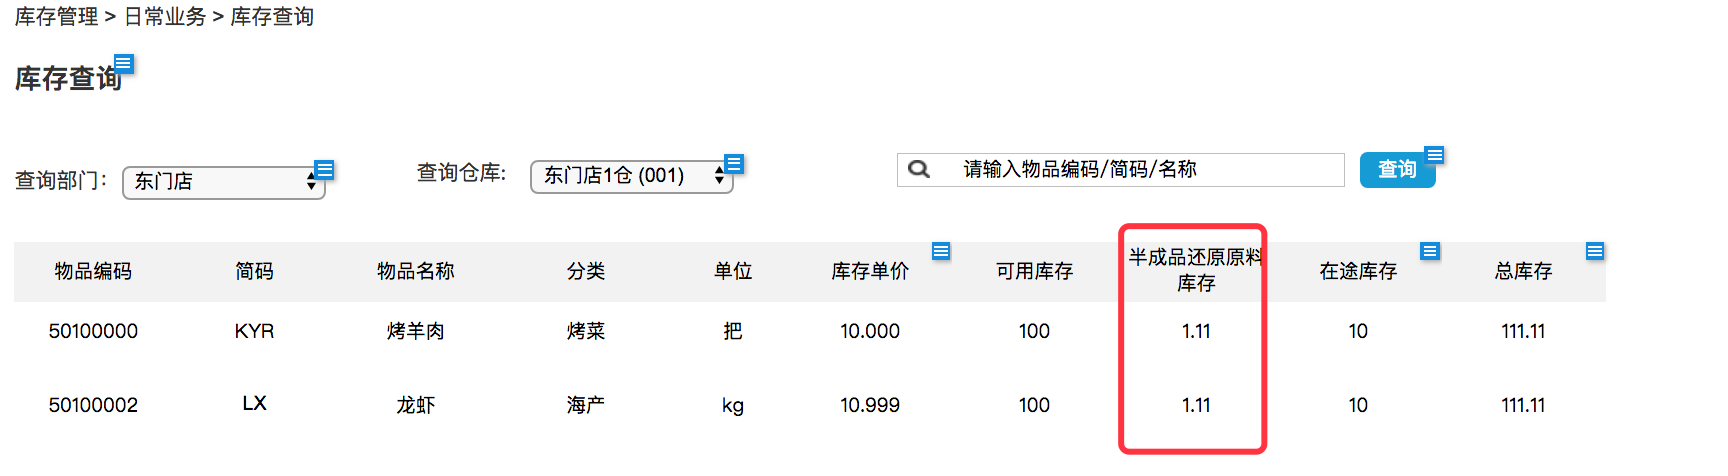 库存管理 > 日常业务 > 库存查询
库存查询
查询部门： 东门店 查询仓库: 东门店1仓 (001) 请输入物品编码/简码/名称 查询
物品编码 简码 物品名称 分类 单位 库存单价 可用库存 半成品还原原料 在途库存 总库存
库存
50100000 KYR 烤羊肉 烤菜 把 10.000 100 1.11 10 111.11
50100002 LX 龙虾 海产 kg 10.999 100 1.11 10 111.11